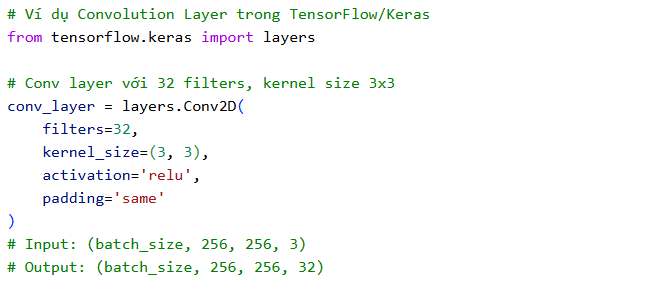 # Ví dụ Convolution Layer trong TensorFlow/Keras
from tensorflow.keras import layers

# Conv layer với 32 filters, kernel size 3x3
conv_layer = layers.Conv2D(
    filters=32,
    kernel_size=(3, 3),
    activation='relu',
    padding='same'
)
# Input: (batch_size, 256, 256, 3)
# Output: (batch_size, 256, 256, 32)